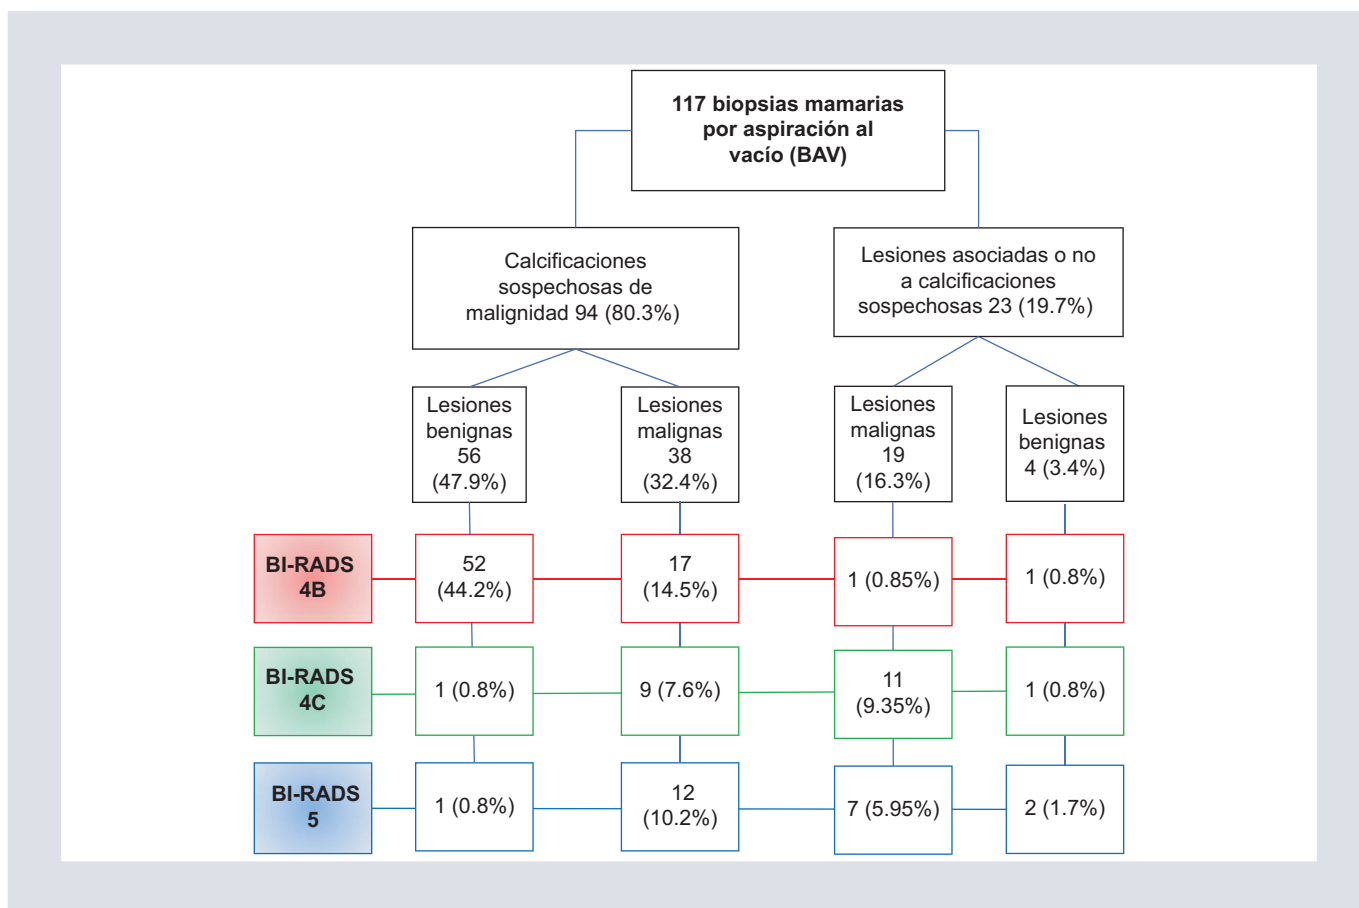 117 biopsias mamarias
por aspiración al
vacío (BAV)
Calcificaciones
sospechosas de
malignidad 94 (80.3%)
Lesiones asociadas o no
a calcificaciones
sospechosas 23 (19.7%)
Lesiones
benignas
56
(47.9%)
Lesiones
malignas
38
(32.4%)
Lesiones
malignas
19
(16.3%)
Lesiones
benignas
4 (3.4%)
BI-RADS
4B
52
(44.2%)
17
(14.5%)
1 (0.85%)
1 (0.8%)
BI-RADS
4C
1 (0.8%)
9 (7.6%)
11
(9.35%)
1 (0.8%)
BI-RADS
5
1 (0.8%)
12
(10.2%)
7 (5.95%)
2 (1.7%)